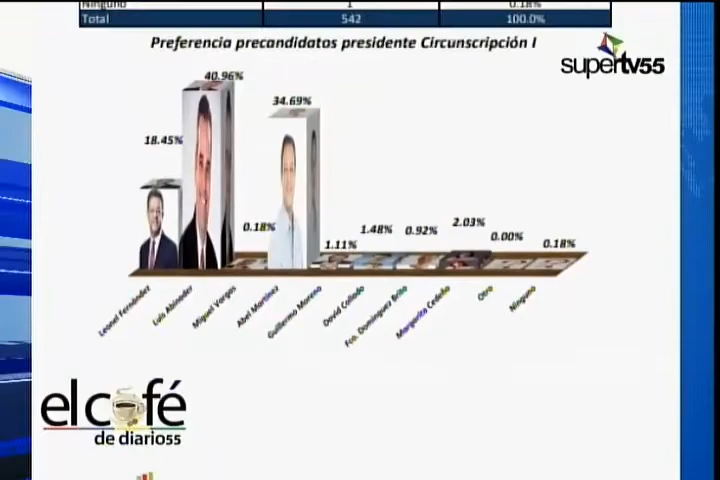 Ninguno 1 0.18%
Total 542 100.0%
Preferencia precandidatos presidente Circunscripción I
supertv55
40.96%
34.69%
18.45%
0.18%
1.11%
1.48%
0.92%
2.03%
0.00%
0.18%
Leonel Fernández
Luis Abinader
Miguel Vargas
Abel Martínez
Guillermo Moreno
David Collado
Fco. Domínguez Brito
Margarita Cedeño
Otro
Ninguno
el café
de diario55